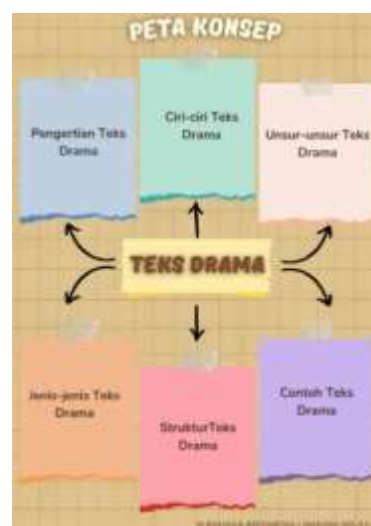 PETA KONSEP
Pengertian Teks
Drama
Ciri-ciri Teks
Drama
Unsur-unsur Teks
Drama
TEKS DRAMA
Jenis-jenis Teks
Drama
StrukturTeks
Drama
Contoh Teks
Drama